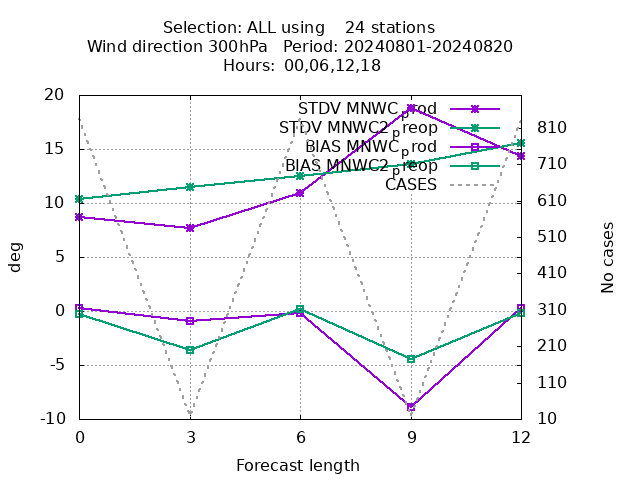 Selection: ALL using    24 stations
Wind direction 300hPa   Period: 20240801-20240820
Hours: 00,06,12,18
STDV MNWC_prod
STDV MNWC2_preop
BIAS MNWC_prod
BIAS MNWC2_preop
CASES
20
15
10
5
0
-5
-10
deg
810
710
610
510
410
310
210
110
10
No cases
0 3 6 9 12
Forecast length